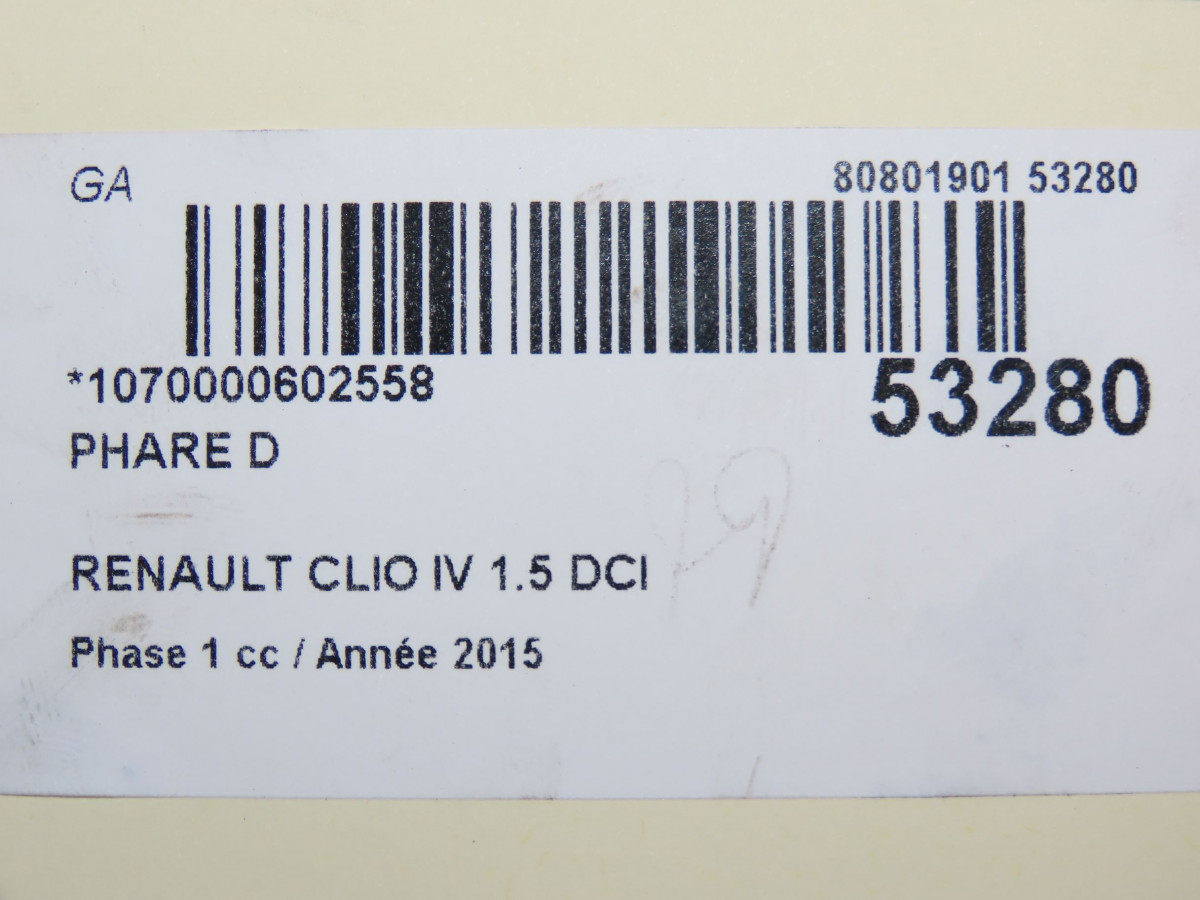 GA
80801901 53280
*1070000602558
53280
PHARE D
RENAULT CLIO IV 1.5 DCI
Phase 1 cc / Année 2015